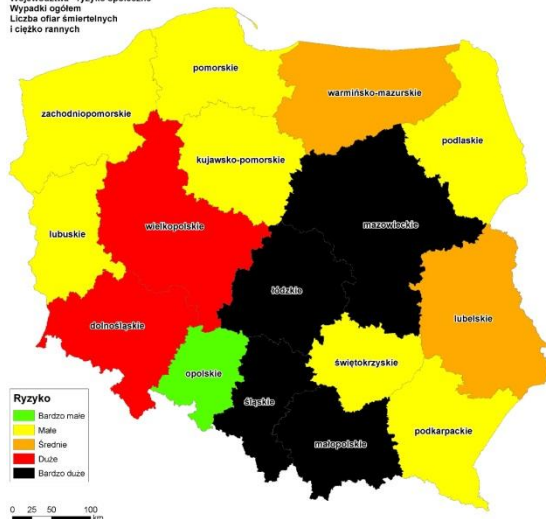 Wypadki ogółem
Liczba ofiar śmiertelnych
i ciężko rannych
pomorskie
warmińsko-mazurskie
zachodniopomorskie
podlaskie
kujawsko-pomorskie
mazowieckie
wielkopolskie
lubuskie
łódzkie
lubelskie
dolnośląskie
świętokrzyskie
opolskie
śląskie
podkarpackie
małopolskie
Ryzyko
Bardzo małe
Małe
Średnie
Duże
Bardzo duże
0 25 50 100
km